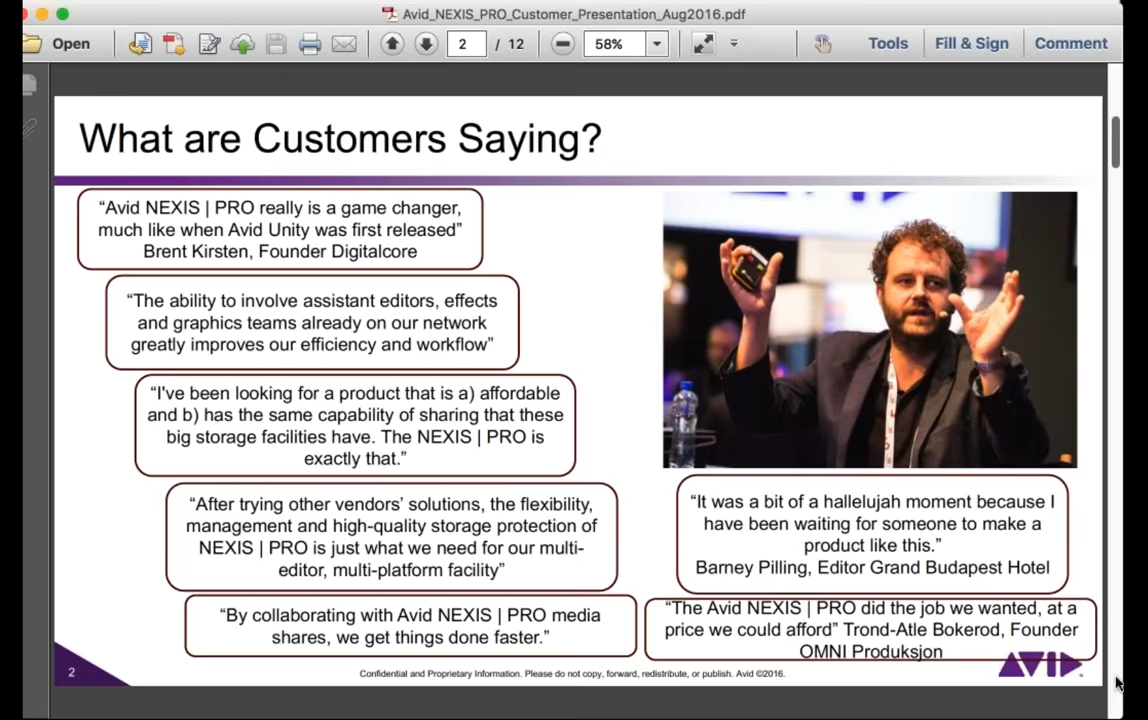 Avid_NEXIS_PRO_Customer_Presentation_Aug2016.pdf
Open
2
/ 12
58%
Tools
Fill & Sign
Comment
What are Customers Saying?
“Avid NEXIS | PRO really is a game changer,
much like when Avid Unity was first released”
Brent Kirsten, Founder Digitalcore
“The ability to involve assistant editors, effects
and graphics teams already on our network
greatly improves our efficiency and workflow”
“I've been looking for a product that is a) affordable
and b) has the same capability of sharing that these
big storage facilities have. The NEXIS | PRO is
exactly that.”
“After trying other vendors’ solutions, the flexibility,
management and high-quality storage protection of
NEXIS | PRO is just what we need for our multi-
editor, multi-platform facility”
“By collaborating with Avid NEXIS | PRO media
shares, we get things done faster.”
“It was a bit of a hallelujah moment because I
have been waiting for someone to make a
product like this.”
Barney Pilling, Editor Grand Budapest Hotel
“The Avid NEXIS | PRO did the job we wanted, at a
price we could afford” Trond-Atle Bokerod, Founder
OMNI Produksjon
2
Confidential and Proprietary Information. Please do not copy, forward, redistribute, or publish. Avid ©2016.
AVID